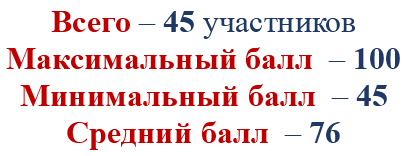 Всего – 45 участников
Максимальный балл – 100
Минимальный балл – 45
Средний балл – 76